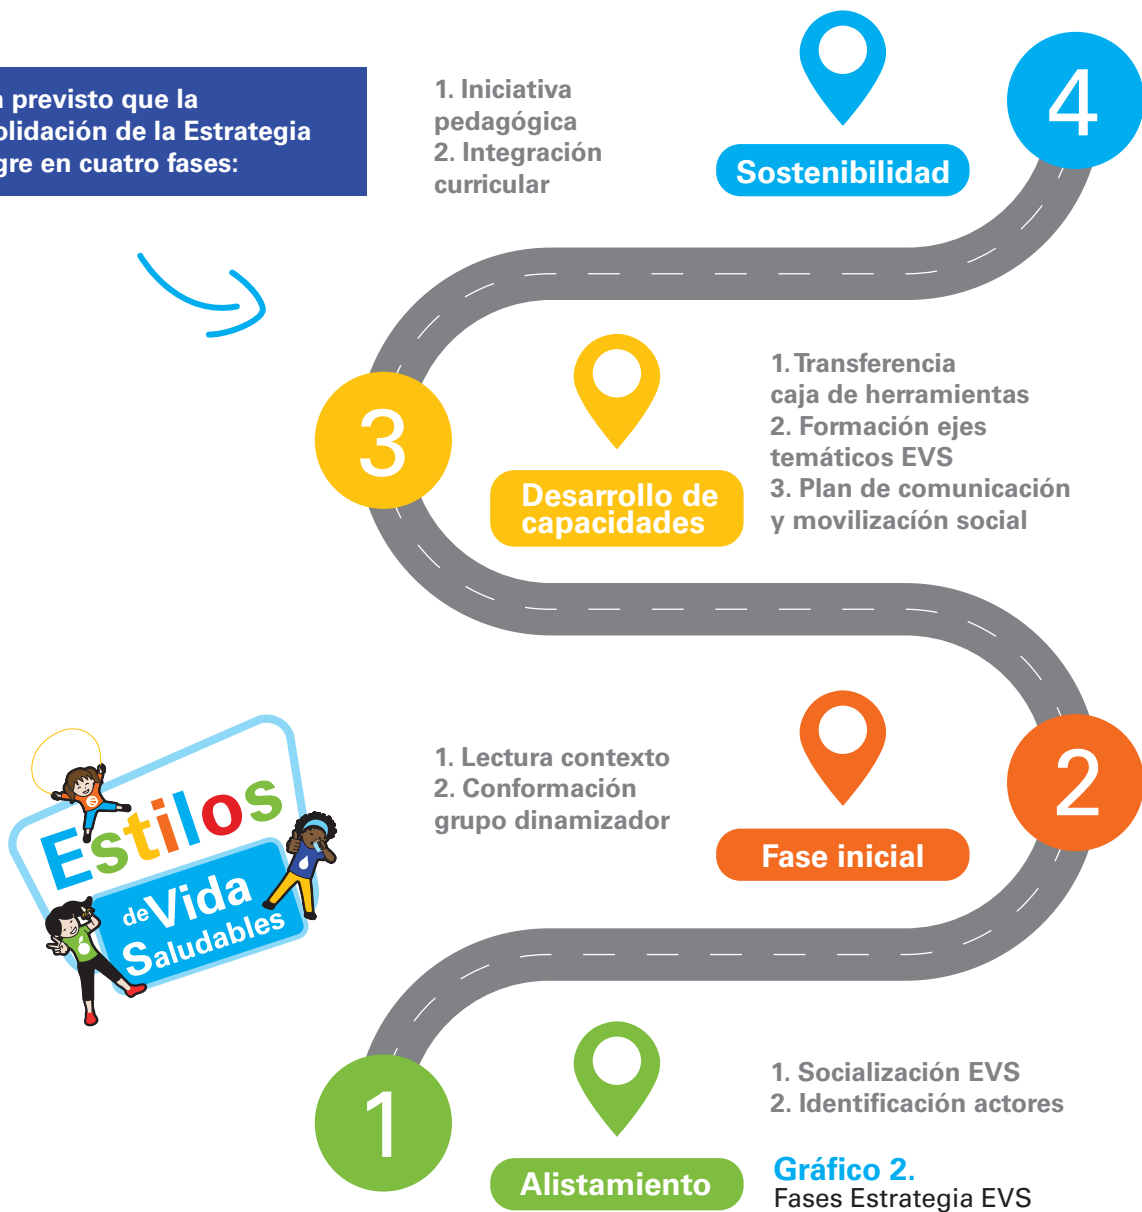 a previsto que la
olidación de la Estrategia
gre en cuatro fases:
1. Iniciativa
pedagógica
2. Integración
curricular
Sostenibilidad
4
3
Desarrollo de
capacidades
1. Transferencia
caja de herramientas
2. Formación ejes
temáticos EVS
3. Plan de comunicación
y movilizacíón social
1. Lectura contexto
2. Conformación
grupo dinamizador
Fase inicial
2
Estilos
de Vida
Saludables
1
Alistamiento
1. Socialización EVS
2. Identificación actores
Gráfico 2.
Fases Estrategia EVS